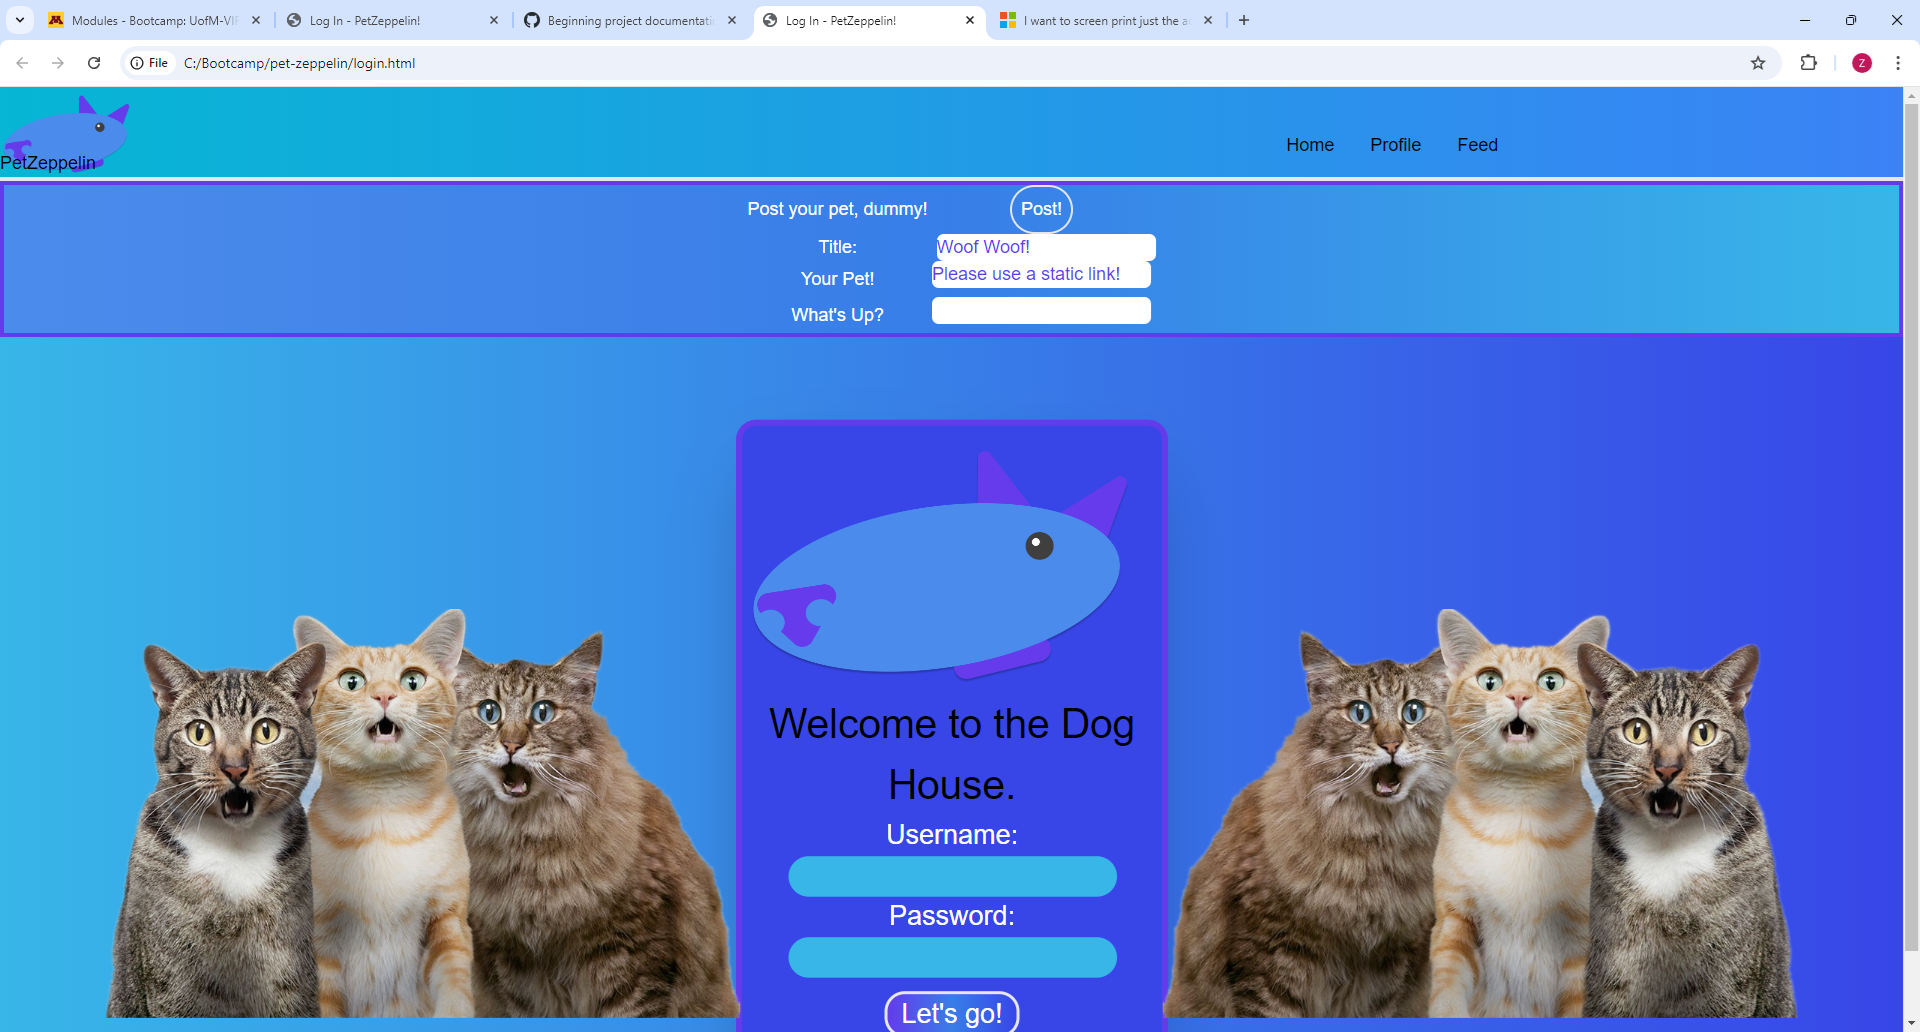 Modules - Bootcamp: UofM-VIR
Log In - PetZeppelin!
Beginning project documentati
Log In - PetZeppelin!
I want to screen print just the a
File
C:/Bootcamp/pet-zeppelin/login.html
Z
PetZeppelin
Home
Profile
Feed
Post your pet, dummy!
Post!
Title:
Woof Woof!
Your Pet!
Please use a static link!
What's Up?
Welcome to the Dog
House.
Username:
Password:
Let's go!